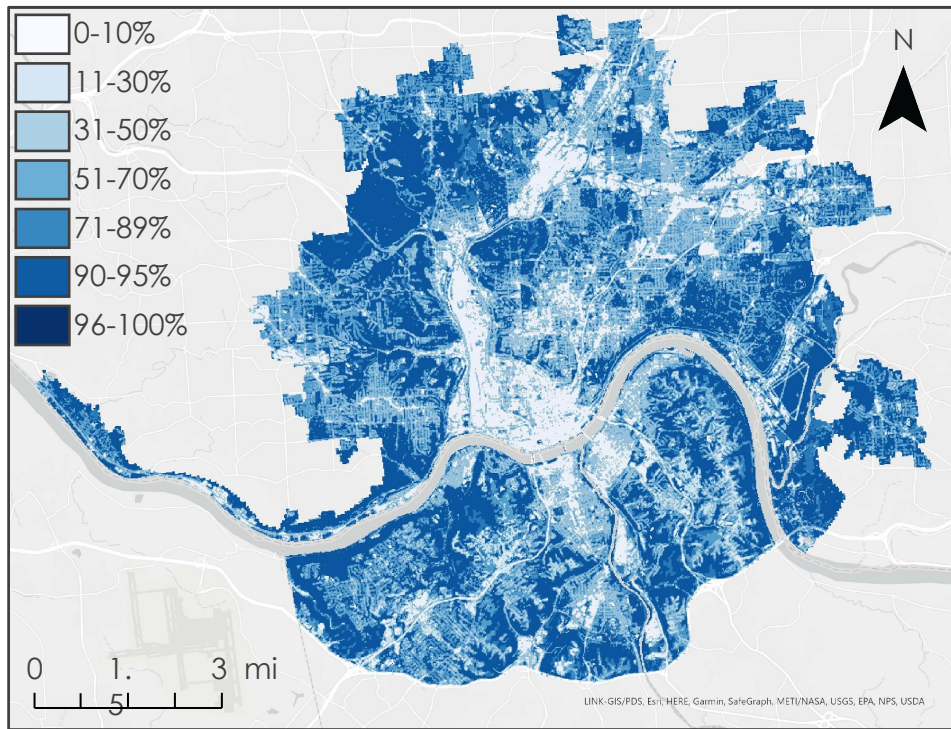 0-10%
11-30%
31-50%
51-70%
71-89%
90-95%
96-100%
N
0 1. 3 mi
5
LINK-GIS/PDS, Esri, HERE, Garmin, SafeGraph, METI/NASA, USGS, EPA, NPS, USDA